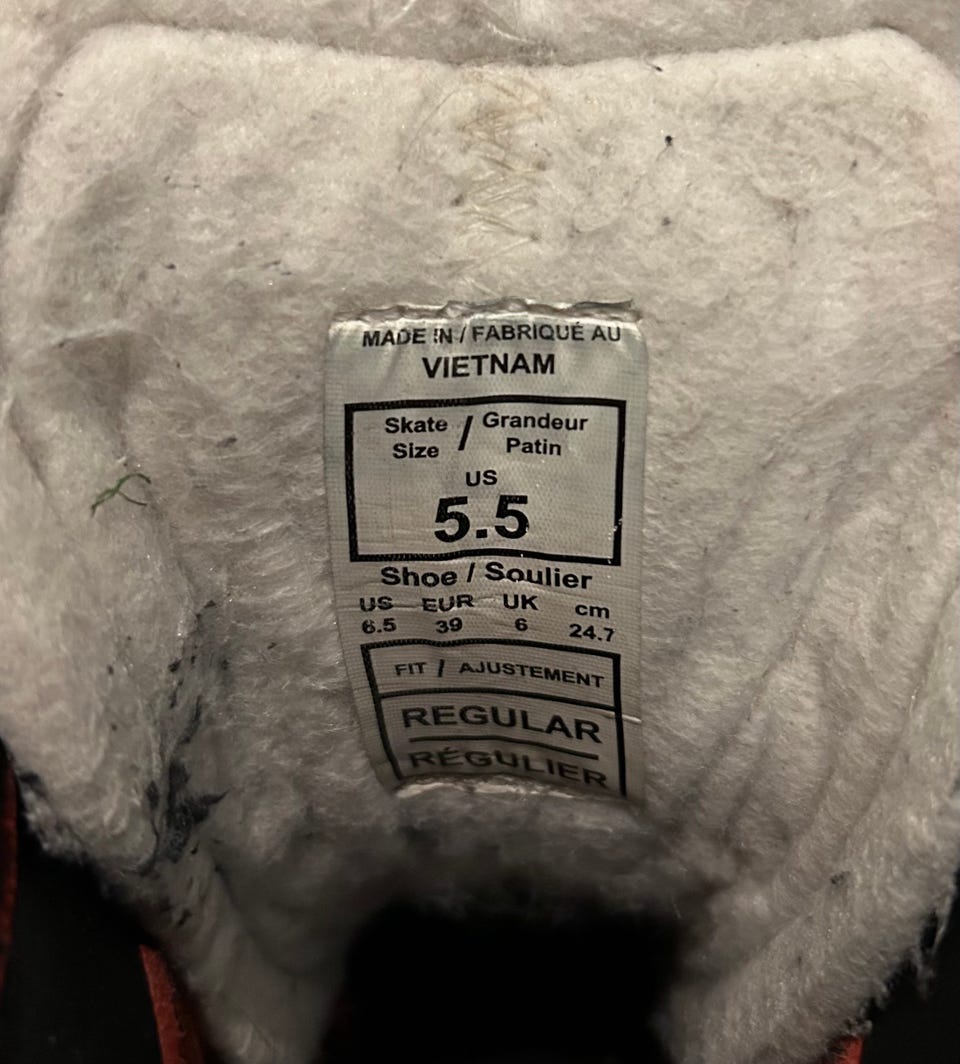 MADE IN / FABRIQUÉ AU
VIETNAM
Skate Size / Grandeur Patin
US
5.5
Shoe / Soulier
US EUR UK cm
6.5 39 6 24.7
FIT / AJUSTEMENT
REGULAR
RÉGULIER